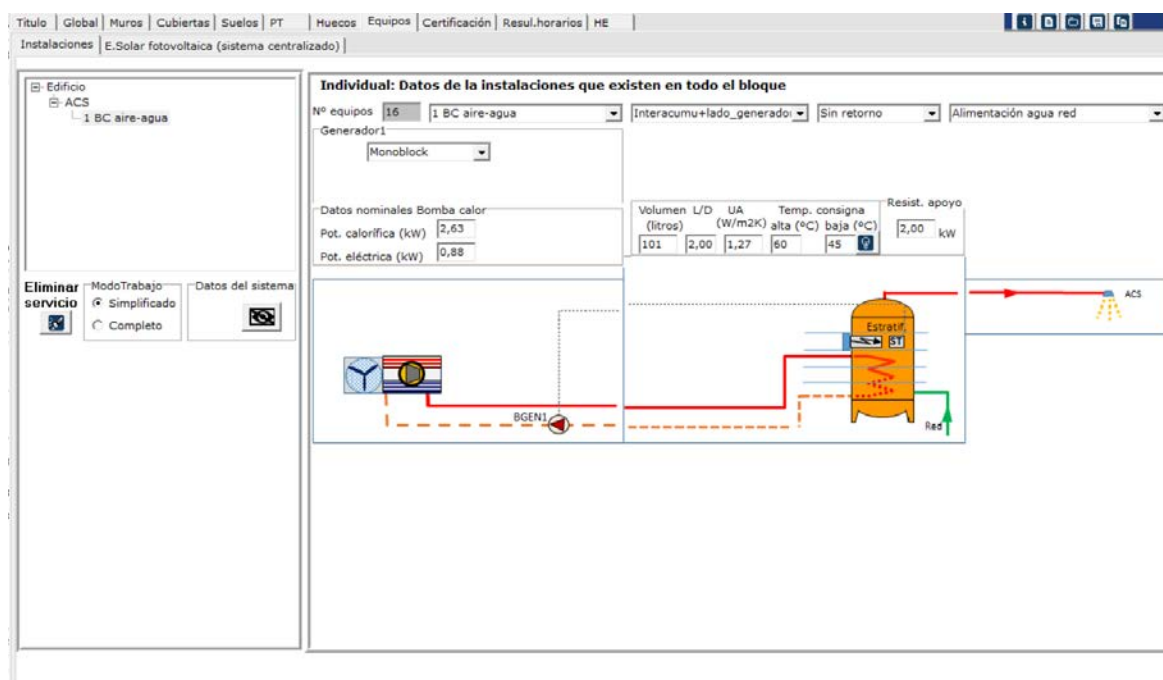 Titulo Global Muros Cubiertas Suelos PT Huecos Equipos Certificación Resul.horarios HE
Instalaciones E.Solar fotovoltaica (sistema centralizado)
Edificio
ACS
1 BC aire-agua
Eliminar servicio
ModoTrabajo
Simplificado
Completo
Datos del sistema
Individual: Datos de la instalaciones que existen en todo el bloque
Nº equipos 16 1 BC aire-agua Interacumu+lado_generador Sin retorno Alimentación agua red
Generador1
Monoblock
Datos nominales Bomba calor
Pot. calorífica (kW) 2,63
Pot. eléctrica (kW) 0,88
Volumen L/D UA Temp. consigna
(litros) (W/m2K) alta (ºC) baja (ºC)
101 2,00 1,27 60 45
Resist. apoyo
2,00 kW
BGEN1
Estratif.
ST
Red
ACS